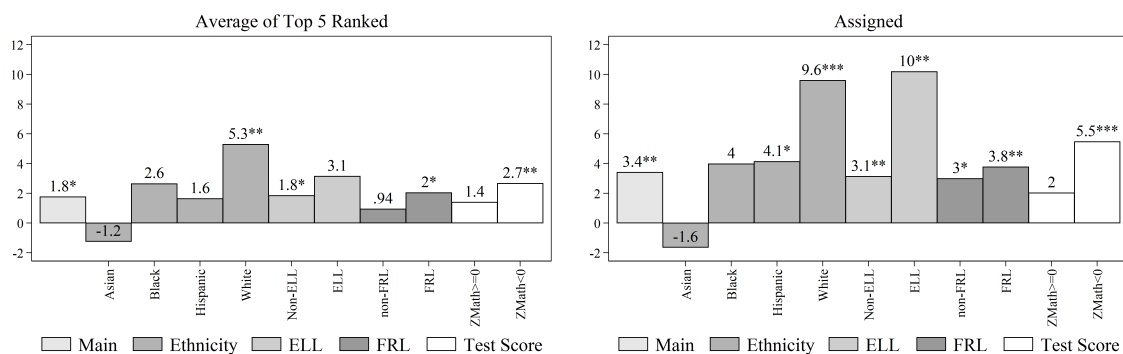 Average of Top 5 Ranked
12
10
8
6
4
2
0
-2
1.8*
-1.2
2.6
1.6
5.3**
1.8*
3.1
.94
2*
1.4
2.7**
Asian
Black
Hispanic
White
Non-ELL
ELL
non-FRL
FRL
ZMath>=0
ZMath<0
Main Ethnicity ELL FRL Test Score
Assigned
12
10
8
6
4
2
0
-2
3.4**
-1.6
4
4.1*
9.6***
3.1**
10**
3*
3.8**
2
5.5***
Asian
Black
Hispanic
White
Non-ELL
ELL
non-FRL
FRL
ZMath>=0
ZMath<0
Main Ethnicity ELL FRL Test Score